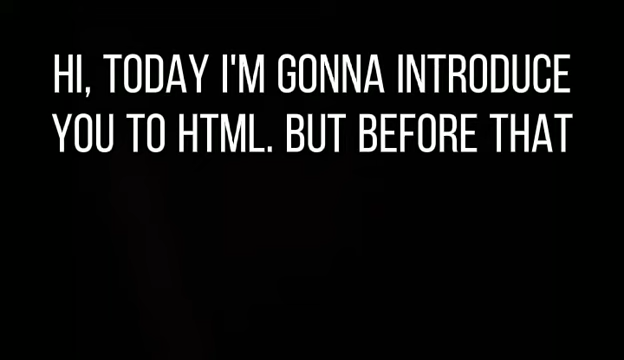 HI, TODAY I'M GONNA INTRODUCE
YOU TO HTML. BUT BEFORE THAT